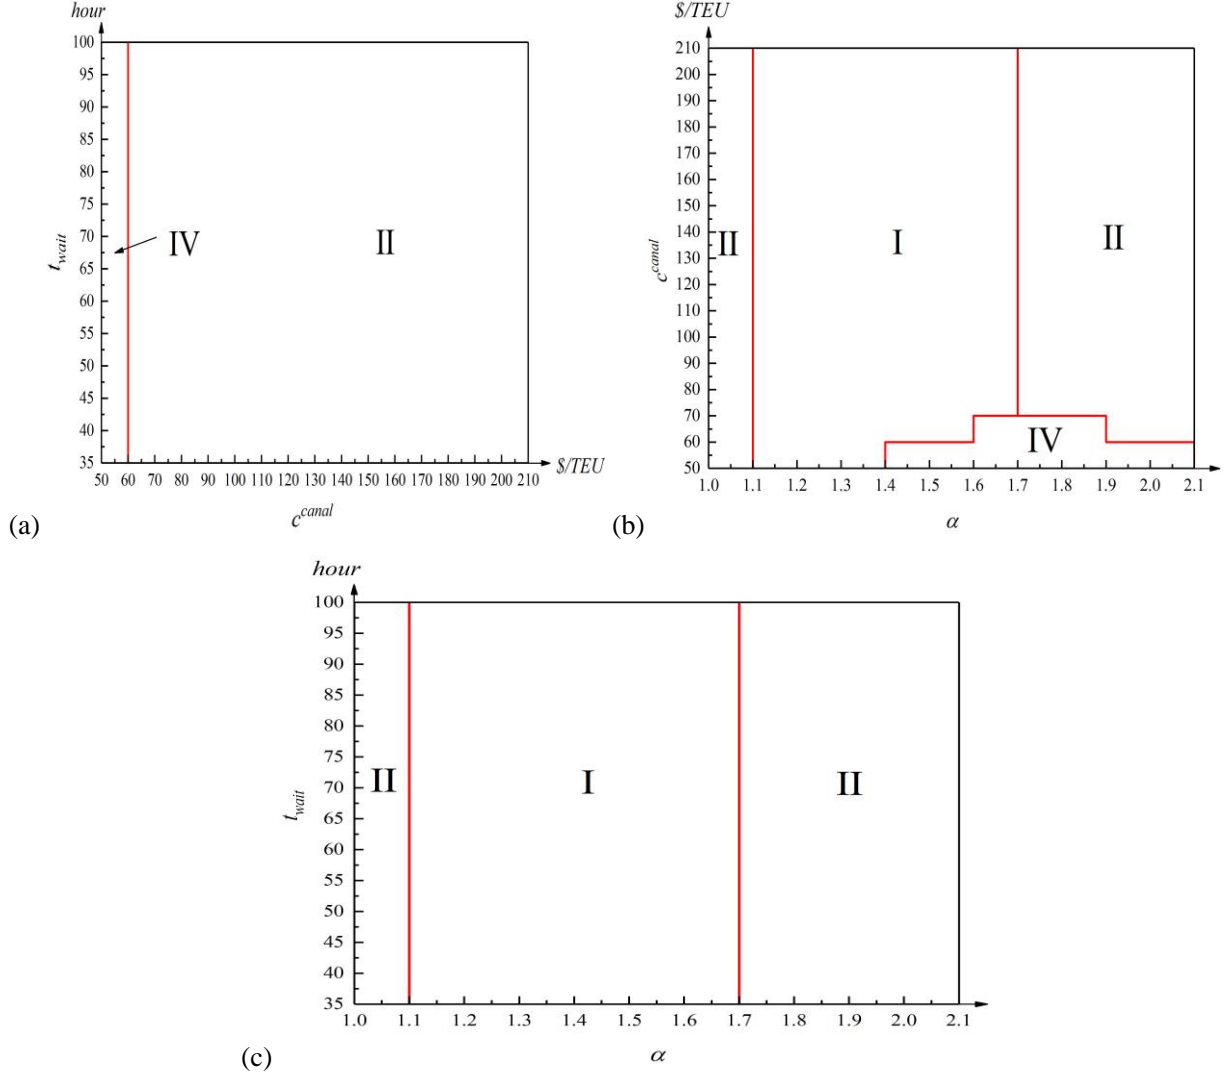 hour
100
95
90
85
80
75
70
65
60
55
50
45
40
35
t_wait
IV
II
50 60 70 80 90 100 110 120 130 140 150 160 170 180 190 200 210
$/TEU
c^canal
(a)
$/TEU
210
200
190
180
170
160
150
140
130
120
110
100
90
80
70
60
50
c^canal
II
I
II
IV
1.0 1.1 1.2 1.3 1.4 1.5 1.6 1.7 1.8 1.9 2.0 2.1
α
(b)
hour
100
95
90
85
80
75
70
65
60
55
50
45
40
35
t_wait
II
I
II
1.0 1.1 1.2 1.3 1.4 1.5 1.6 1.7 1.8 1.9 2.0 2.1
α
(c)